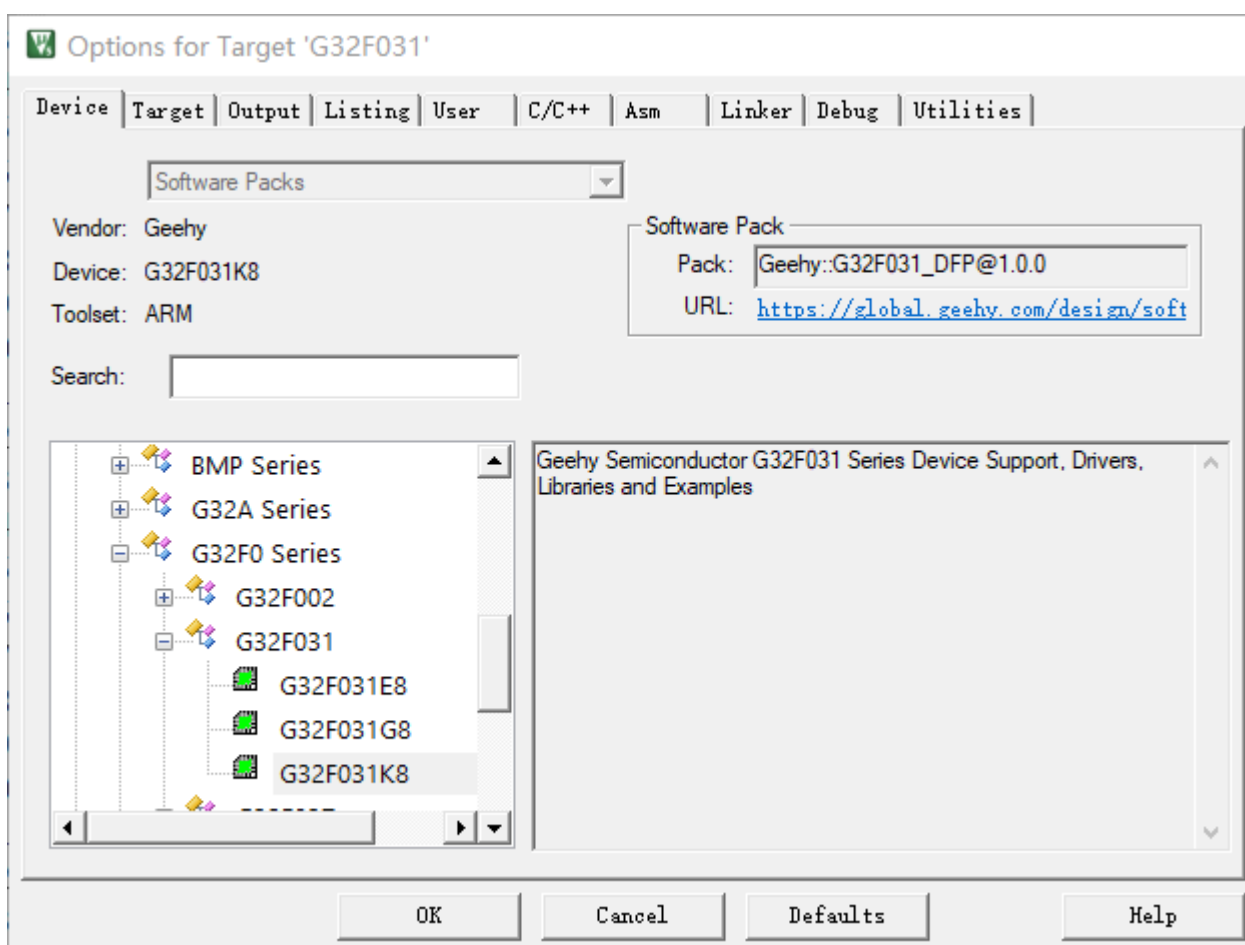 Options for Target 'G32F031'
Device Target Output Listing User C/C++ Asm Linker Debug Utilities
Software Packs
Vendor: Geehy
Device: G32F031K8
Toolset: ARM
Software Pack
Pack: Geehy::G32F031_DFP@1.0.0
URL: https://global.geehy.com/design/soft
Search:
BMP Series
G32A Series
G32F0 Series
G32F002
G32F031
G32F031E8
G32F031G8
G32F031K8
Geehy Semiconductor G32F031 Series Device Support, Drivers,
Libraries and Examples
OK Cancel Defaults Help